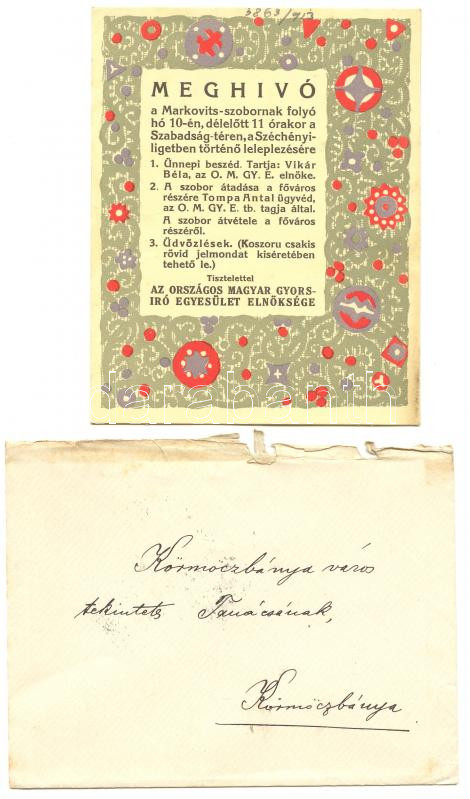 3863/913
MEGHIVÓ
a Markovits-szobornak folyó
hó 10-én, délelőtt 11 órakor a
Szabadság-téren, a Széchényi-
ligetben történő leleplezésére
1. Ünnepi beszéd. Tartja: Vikár
Béla, az O. M. GY. E. elnöke.
2. A szobor átadása a főváros
részére Tompa Antal ügyvéd,
az O. M. GY. E. tb. tagja által.
A szobor átvétele a főváros
részéről.
3. Üdvözlések. (Koszoru csakis
rövid jelmondat kiséretében
tehető le.)
Tisztelettel
AZ ORSZÁGOS MAGYAR GYORS-
IRÓ EGYESÜLET ELNÖKSÉGE
Körmöczbánya város
tekintetes Tanácsának,
Körmöczbánya